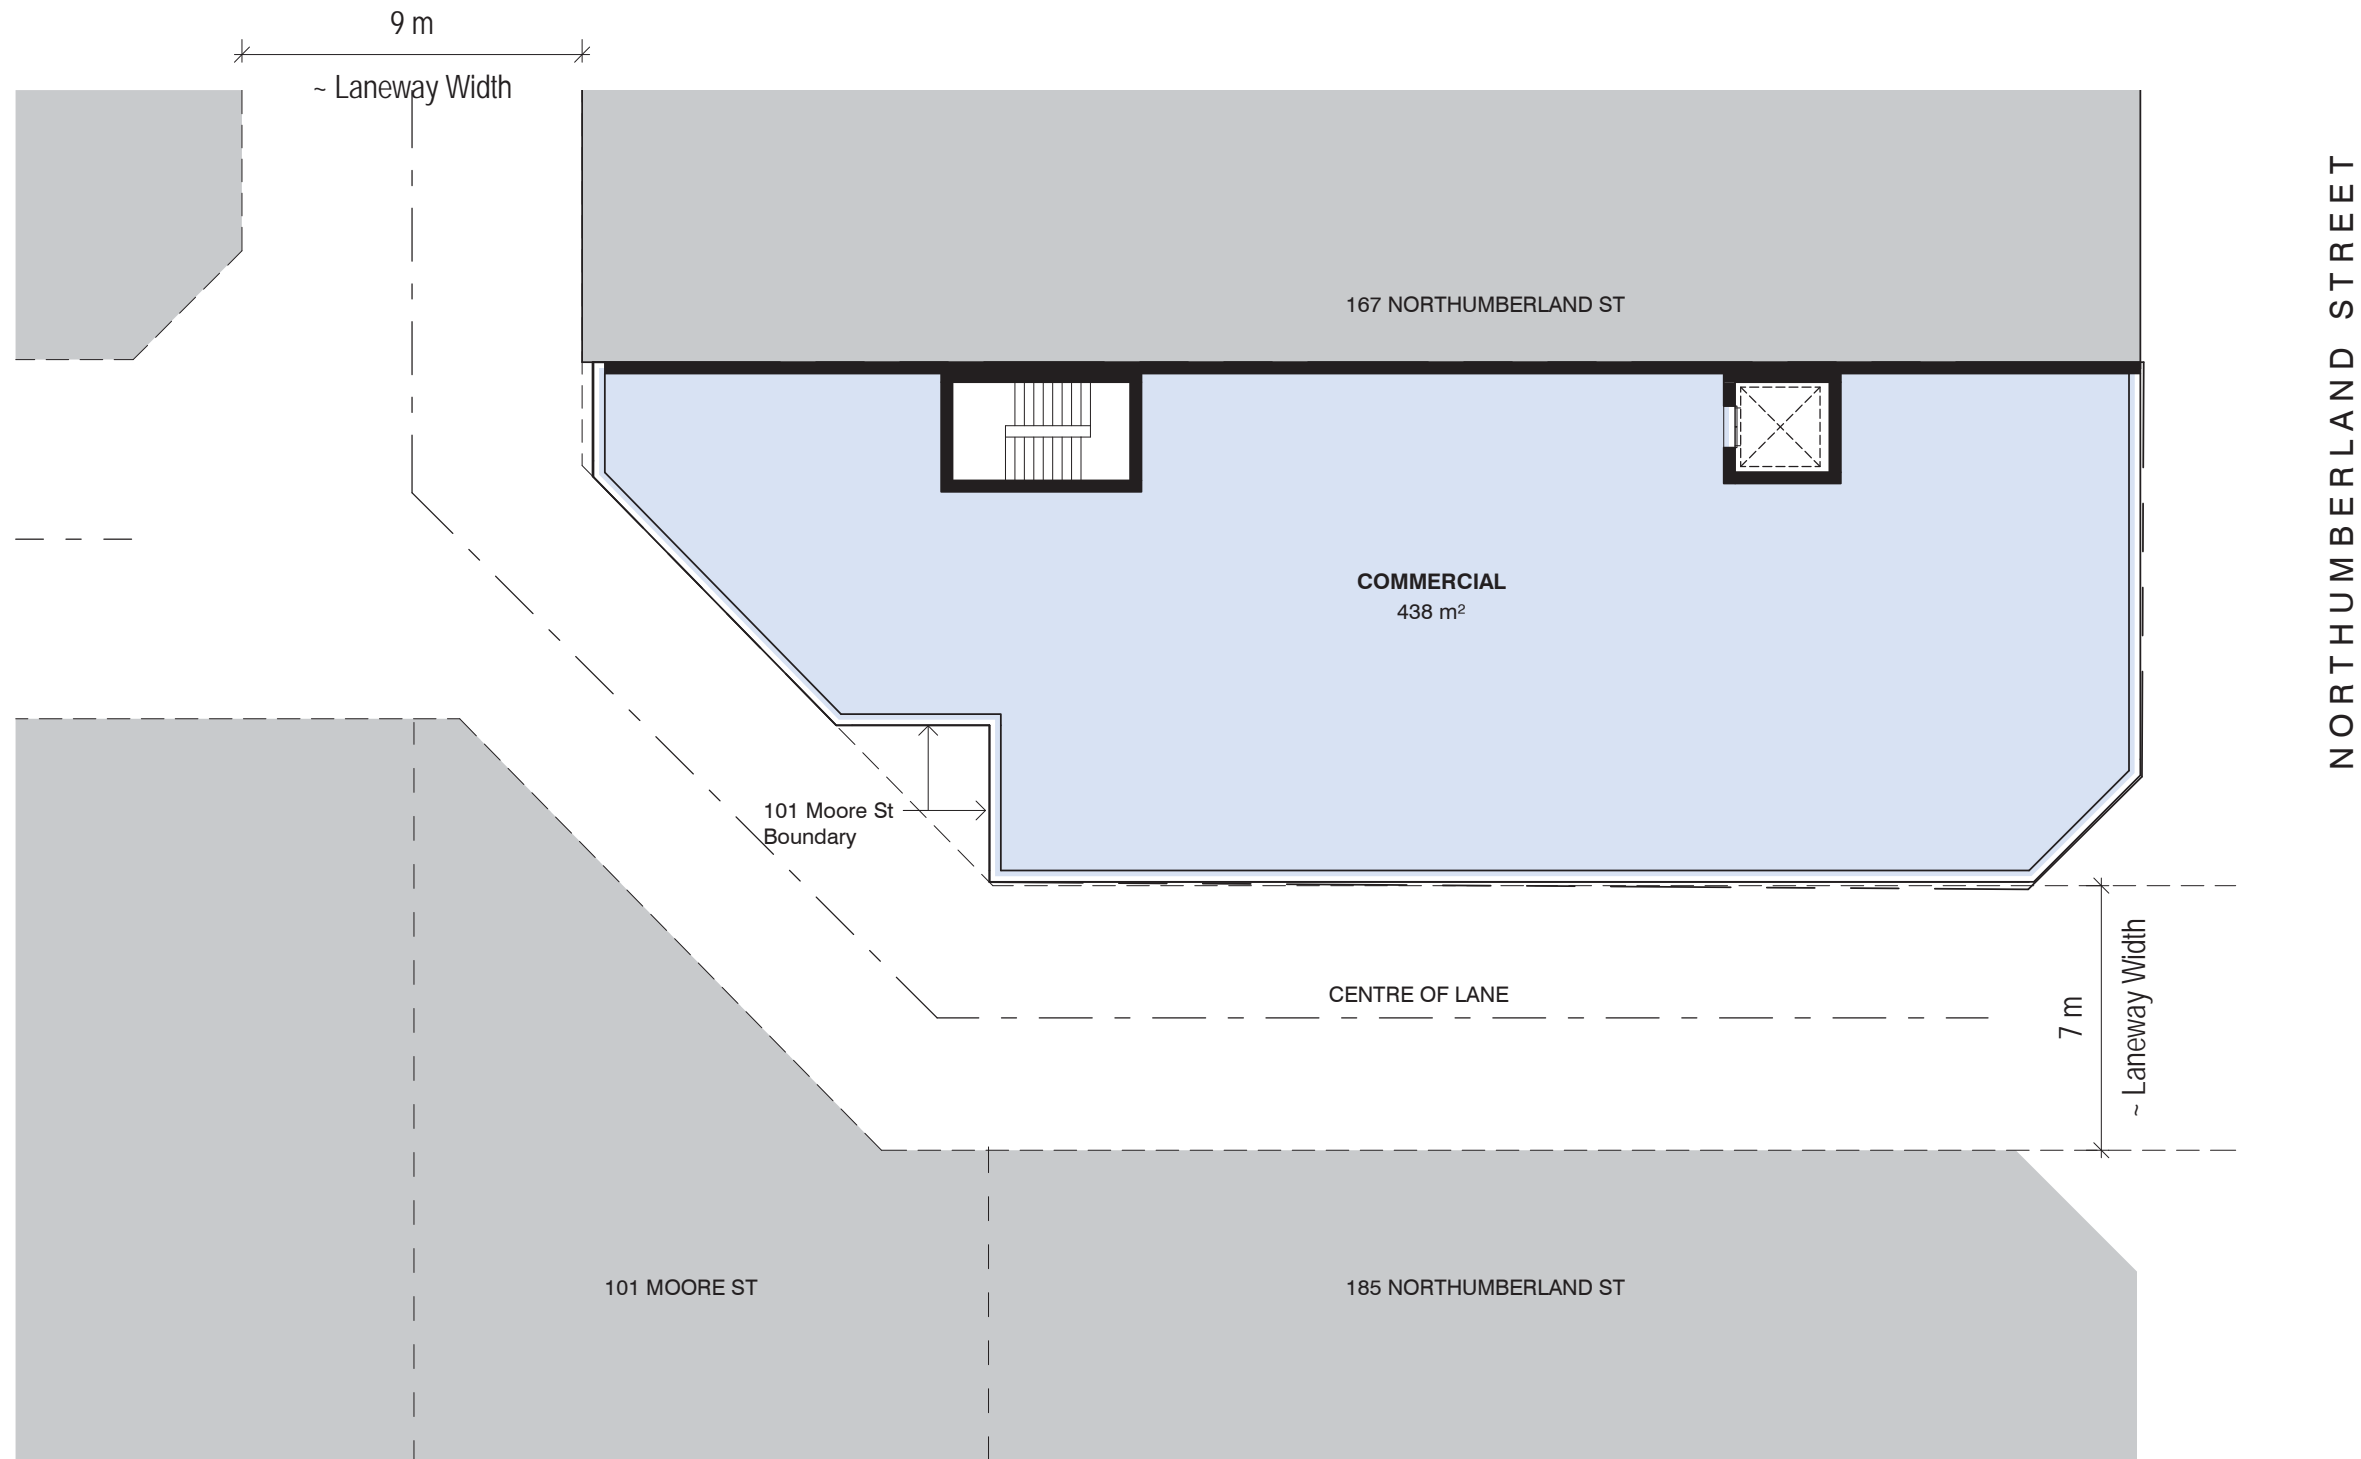 9 m
~ Laneway Width
NORTHUMBERLAND STREET
167 NORTHUMBERLAND ST
COMMERCIAL
438 m²
101 Moore St
Boundary
CENTRE OF LANE
7 m
~ Laneway Width
101 MOORE ST
185 NORTHUMBERLAND ST